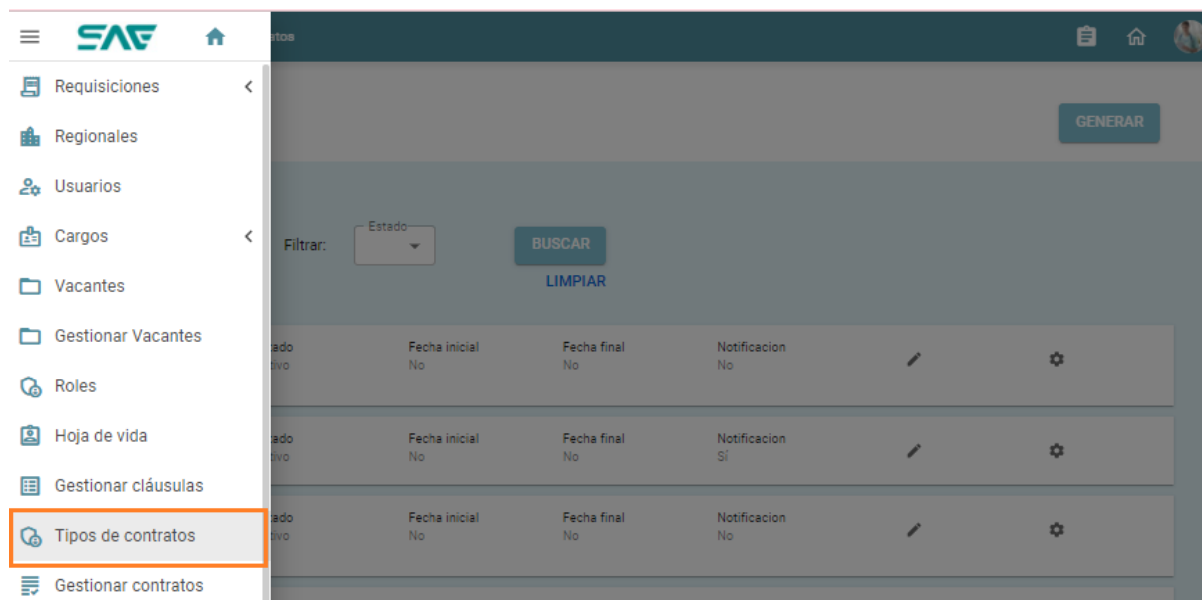 SAE
Requisiciones
Regionales
Usuarios
Cargos
Vacantes
Gestionar Vacantes
Roles
Hoja de vida
Gestionar cláusulas
Tipos de contratos
Gestionar contratos
GENERAR
Filtrar: Estado BUSCAR
LIMPIAR
Fecha inicial Fecha final Notificacion
No No No
Fecha inicial Fecha final Notificacion
No No Sí
Fecha inicial Fecha final Notificacion
No No No